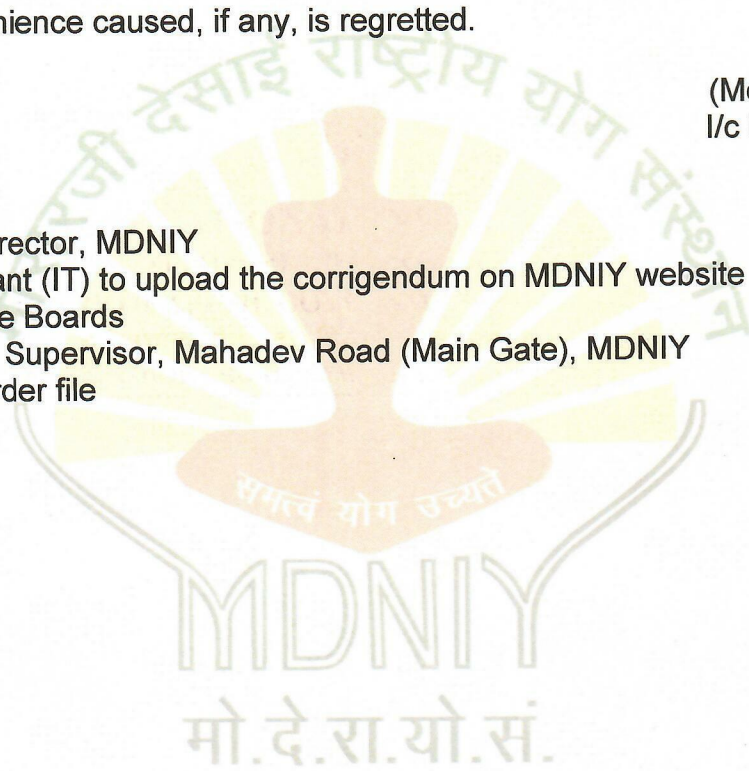 nience caused, if any, is regretted.
(Mo
I/c
rector, MDNIY
ant (IT) to upload the corrigendum on MDNIY website
e Boards
Supervisor, Mahadev Road (Main Gate), MDNIY
rder file
मोरारजी देसाई राष्ट्रीय योग संस्थान
समत्वं योग उच्यते
MDNIY
मो.दे.रा.यो.सं.